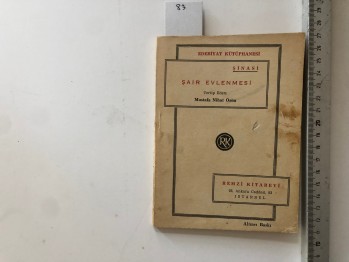 83
EDEBİYAT KÜTÜPHANESİ
ŞİNASİ
ŞAİR EVLENMESİ
Mustafa Nihat Özön
RK
REMZİ KİTABEVİ
İSTANBUL